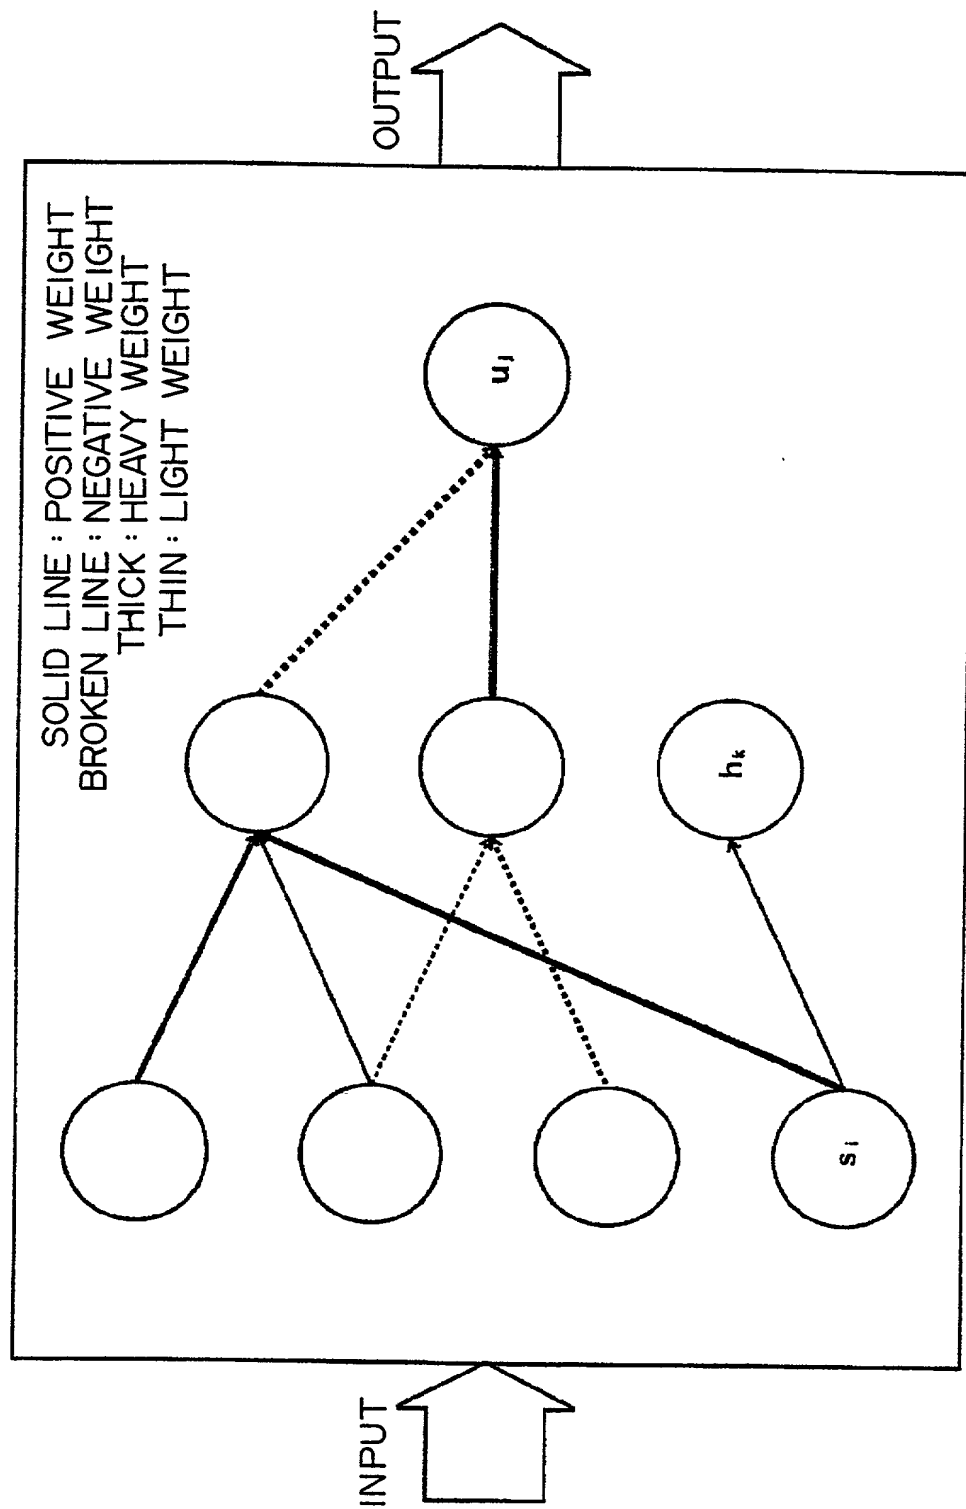 SOLID LINE : POSITIVE WEIGHT
BROKEN LINE : NEGATIVE WEIGHT
THICK : HEAVY WEIGHT
THIN : LIGHT WEIGHT
INPUT
OUTPUT
uj
hk
si